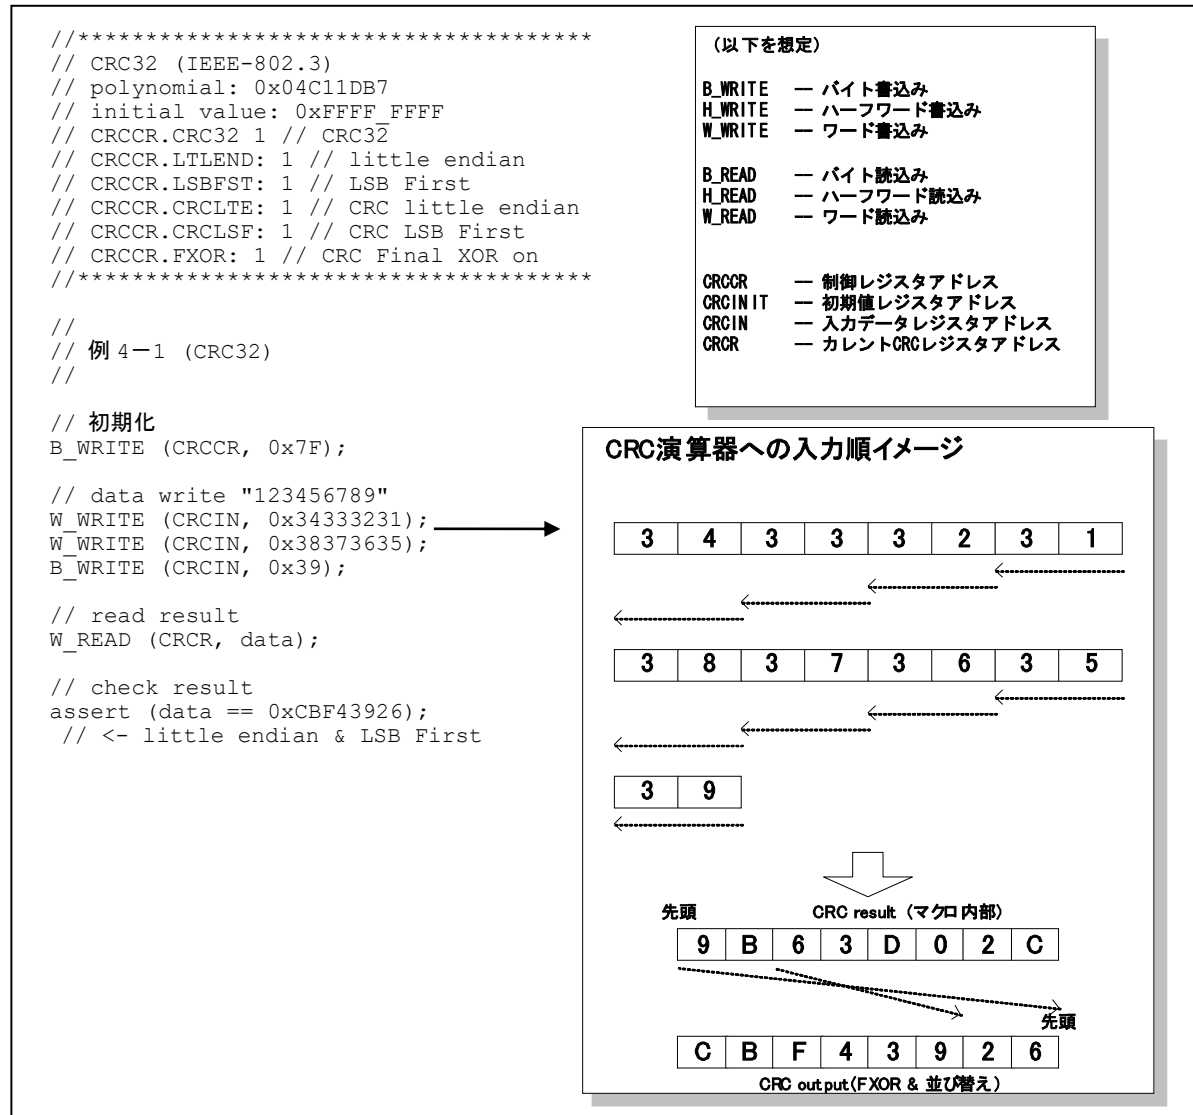 //**************************************
// CRC32 (IEEE-802.3)
// polynomial: 0x04C11DB7
// initial value: 0xFFFF_FFFF
// CRCCR.CRC32 1 // CRC32
// CRCCR.LTLEND: 1 // little endian
// CRCCR.LSBFST: 1 // LSB First
// CRCCR.CRCLTE: 1 // CRC little endian
// CRCCR.CRCLSF: 1 // CRC LSB First
// CRCCR.FXOR: 1 // CRC Final XOR on
//**************************************
//
// 例 4－1 (CRC32)
//
// 初期化
B_WRITE (CRCCR, 0x7F);
// data write "123456789"
W_WRITE (CRCIN, 0x34333231);
W_WRITE (CRCIN, 0x38373635);
B_WRITE (CRCIN, 0x39);
// read result
W_READ (CRCR, data);
// check result
assert (data == 0xCBF43926);
// <- little endian & LSB First
（以下を想定）
B_WRITE ── バイト書込み
H_WRITE ── ハーフワード書込み
W_WRITE ── ワード書込み
B_READ ── バイト読込み
H_READ ── ハーフワード読込み
W_READ ── ワード読込み
CRCCR ── 制御レジスタアドレス
CRCINIT ── 初期値レジスタアドレス
CRCIN ── 入力データレジスタアドレス
CRCR ── カレントCRCレジスタアドレス
CRC演算器への入力順イメージ
3 4 3 3 3 2 3 1
3 8 3 7 3 6 3 5
3 9
先頭 CRC result（マクロ内部）
9 B 6 3 D 0 2 C
先頭
C B F 4 3 9 2 6
CRC output(FXOR & 並び替え)